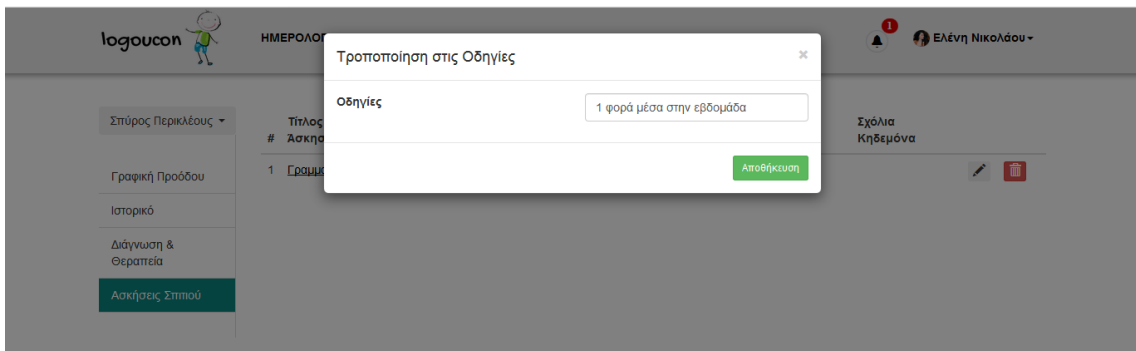 logoucon
ΗΜΕΡΟΛΟΓ
1
Ελένη Νικολάου
Τροποποίηση στις Οδηγίες
×
Οδηγίες
1 φορά μέσα στην εβδομάδα
Αποθήκευση
Σπύρος Περικλέους
Τίτλος
# Άσκησ
Σχόλια
Κηδεμόνα
1 Γραμμα
Γραφική Προόδου
Ιστορικό
Διάγνωση &
Θεραπεία
Ασκήσεις Σπιτιού